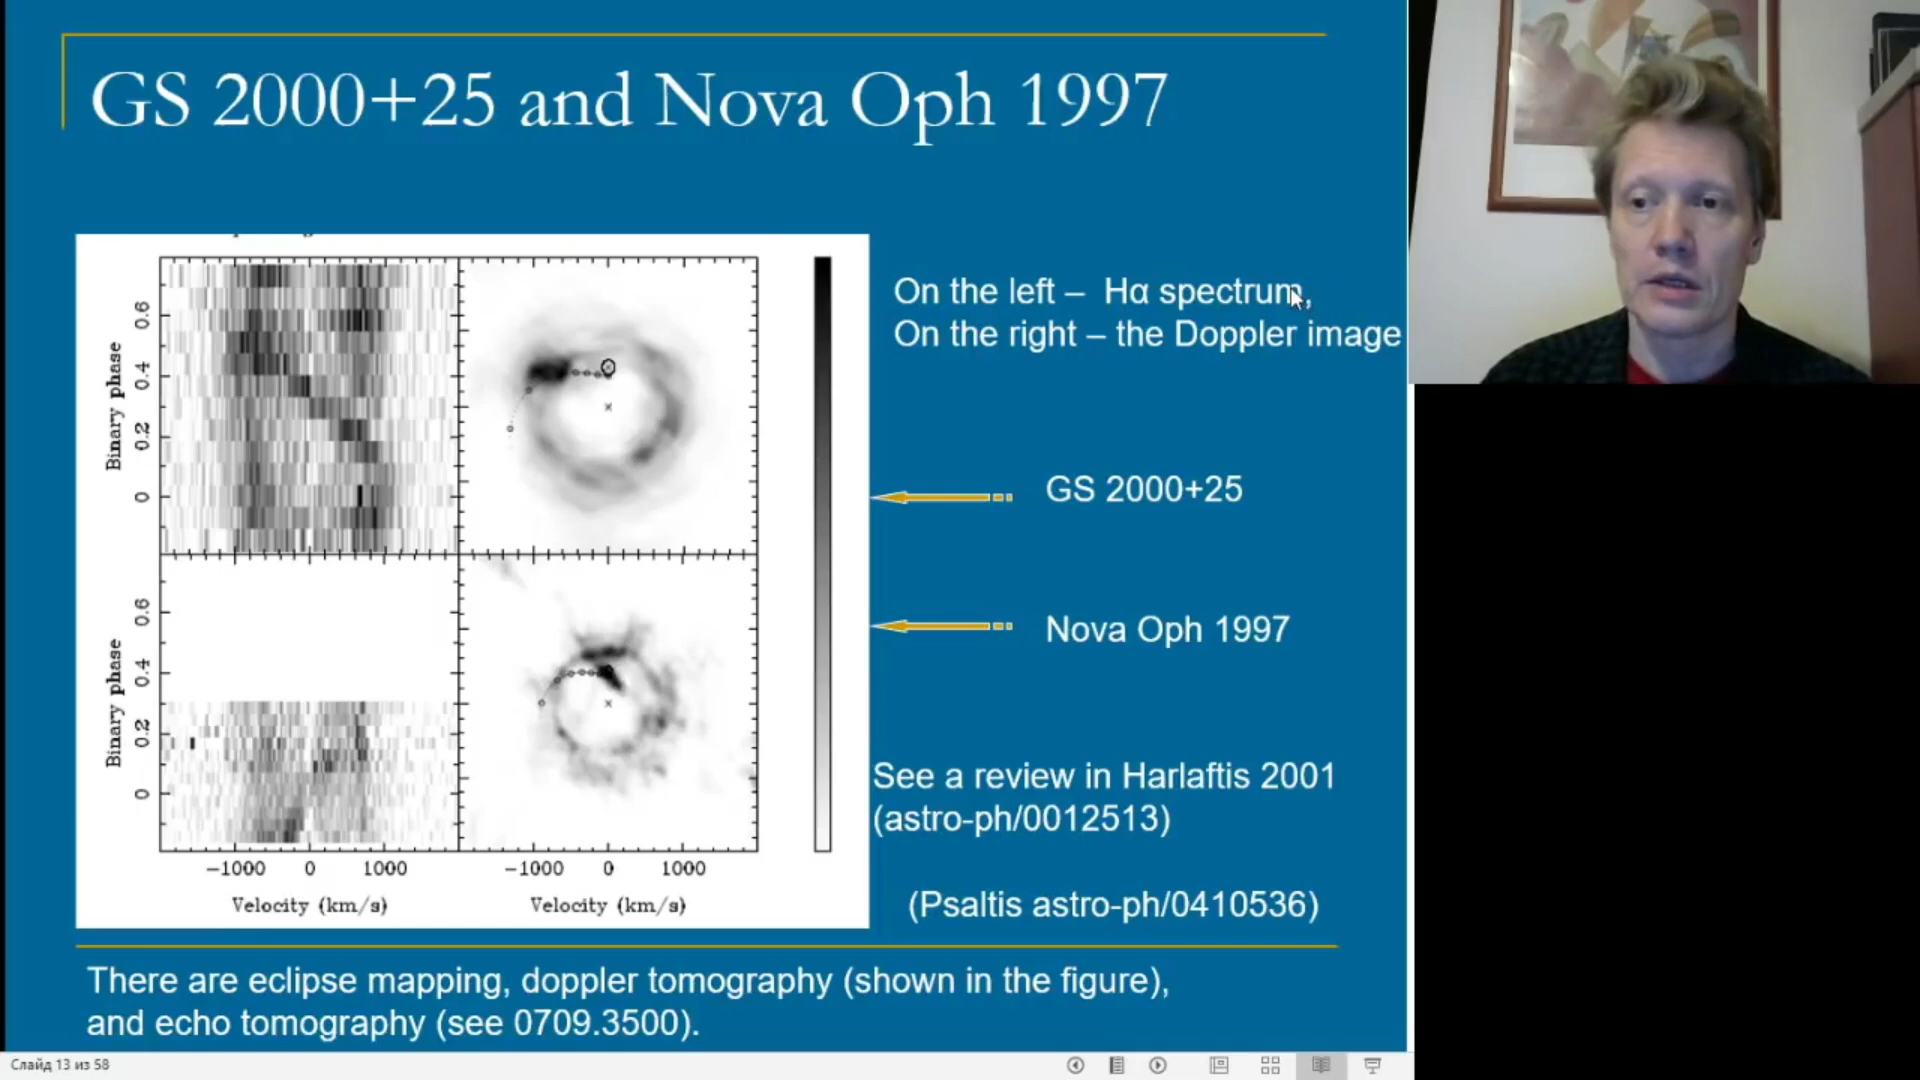 GS 2000+25 and Nova Oph 1997
On the left – Hα spectrum,
On the right – the Doppler image
GS 2000+25
Nova Oph 1997
See a review in Harlaftis 2001
(astro-ph/0012513)
(Psaltis astro-ph/0410536)
Binary phase
0.6
0.4
0.2
0
Binary phase
0.6
0.4
0.2
0
−1000 0 1000 −1000 0 1000
Velocity (km/s) Velocity (km/s)
There are eclipse mapping, doppler tomography (shown in the figure),
and echo tomography (see 0709.3500).
Слайд 13 из 58